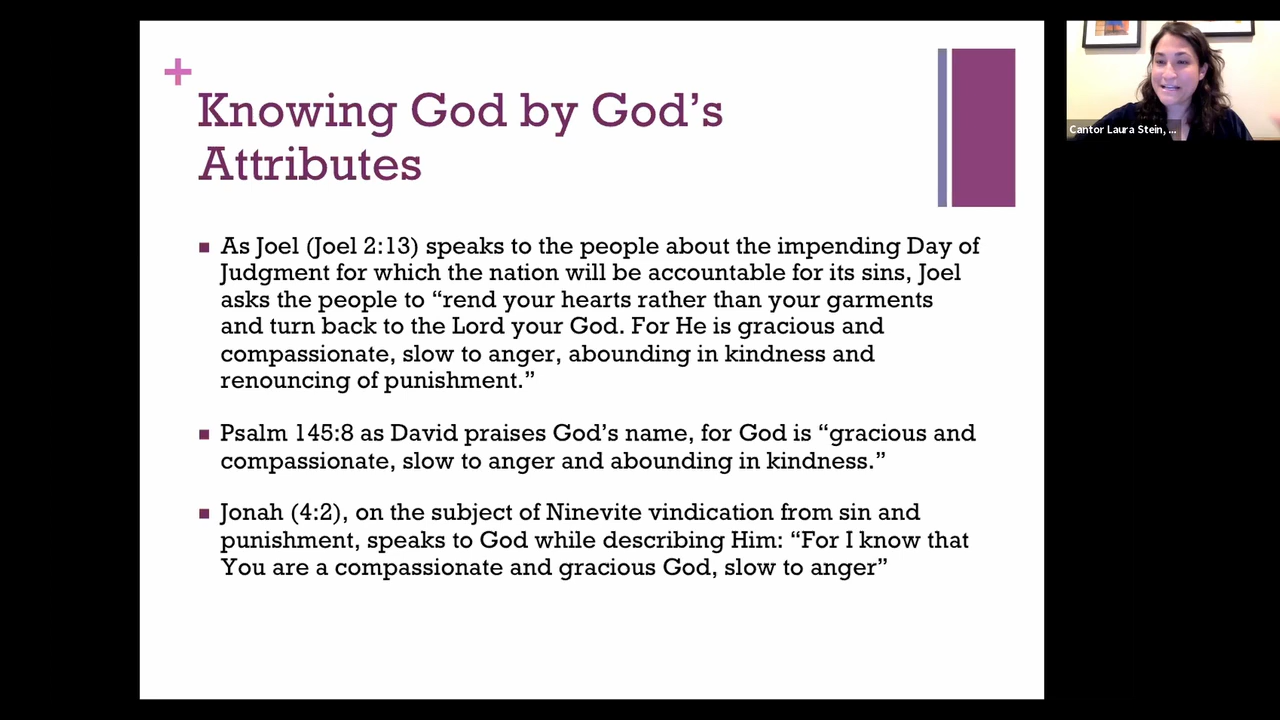 +
Knowing God by God’s
Attributes
■ As Joel (Joel 2:13) speaks to the people about the impending Day of
Judgment for which the nation will be accountable for its sins, Joel
asks the people to “rend your hearts rather than your garments
and turn back to the Lord your God. For He is gracious and
compassionate, slow to anger, abounding in kindness and
renouncing of punishment.”
■ Psalm 145:8 as David praises God’s name, for God is “gracious and
compassionate, slow to anger and abounding in kindness.”
■ Jonah (4:2), on the subject of Ninevite vindication from sin and
punishment, speaks to God while describing Him: “For I know that
You are a compassionate and gracious God, slow to anger”
Cantor Laura Stein, ...